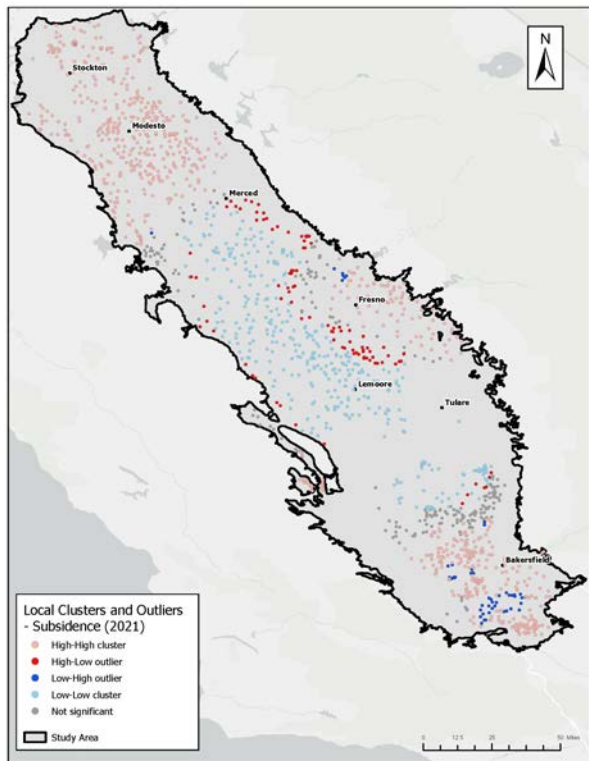 N
Stockton
Modesto
Merced
Fresno
Lemoore
Tulare
Bakersfield
Local Clusters and Outliers
- Subsidence (2021)
High-High cluster
High-Low outlier
Low-High outlier
Low-Low cluster
Not significant
Study Area
0 12.5 25 50 Miles